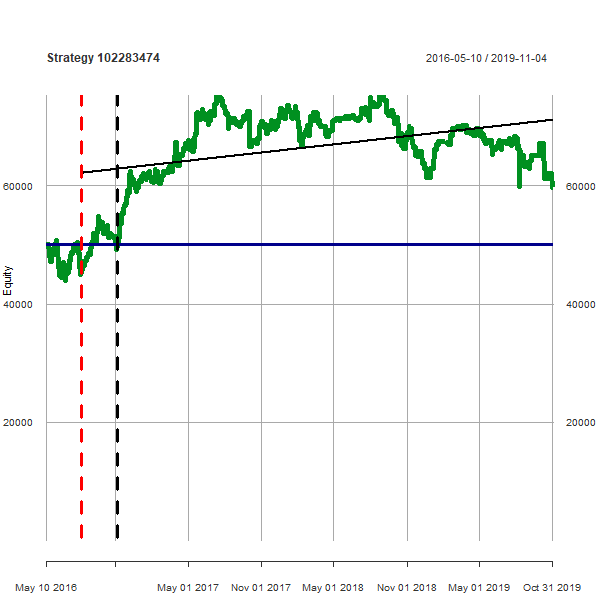 Strategy 102283474
2016-05-10 / 2019-11-04
60000
60000
Equity
40000
40000
20000
20000
May 10 2016
May 01 2017
Nov 01 2017
May 01 2018
Nov 01 2018
May 01 2019
Oct 31 2019